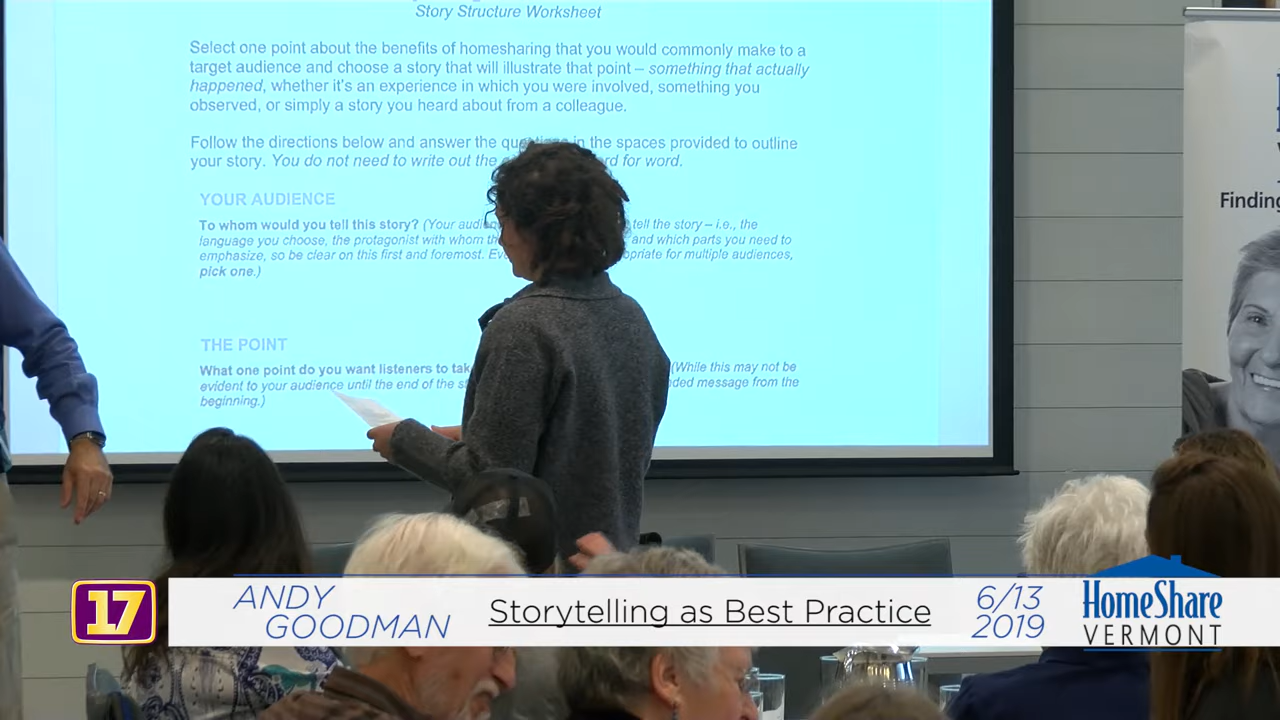 Story Structure Worksheet
Select one point about the benefits of homesharing that you would commonly make to a
target audience and choose a story that will illustrate that point – something that actually
happened, whether it's an experience in which you were involved, something you
observed, or simply a story you heard about from a colleague.
Follow the directions below and answer the questions in the spaces provided to outline
your story. You do not need to write out the word for word.
YOUR AUDIENCE
To whom would you tell this story? (Your audience tell the story – i.e., the
language you choose, the protagonist with whom and which parts you need to
emphasize, so be clear on this first and foremost. appropriate for multiple audiences,
pick one.)
THE POINT
What one point do you want listeners to (While this may not be
evident to your audience until the end of the message from the
beginning.)
Finding
17
ANDY
GOODMAN
Storytelling as Best Practice
6/13
2019
HomeShare
VERMONT